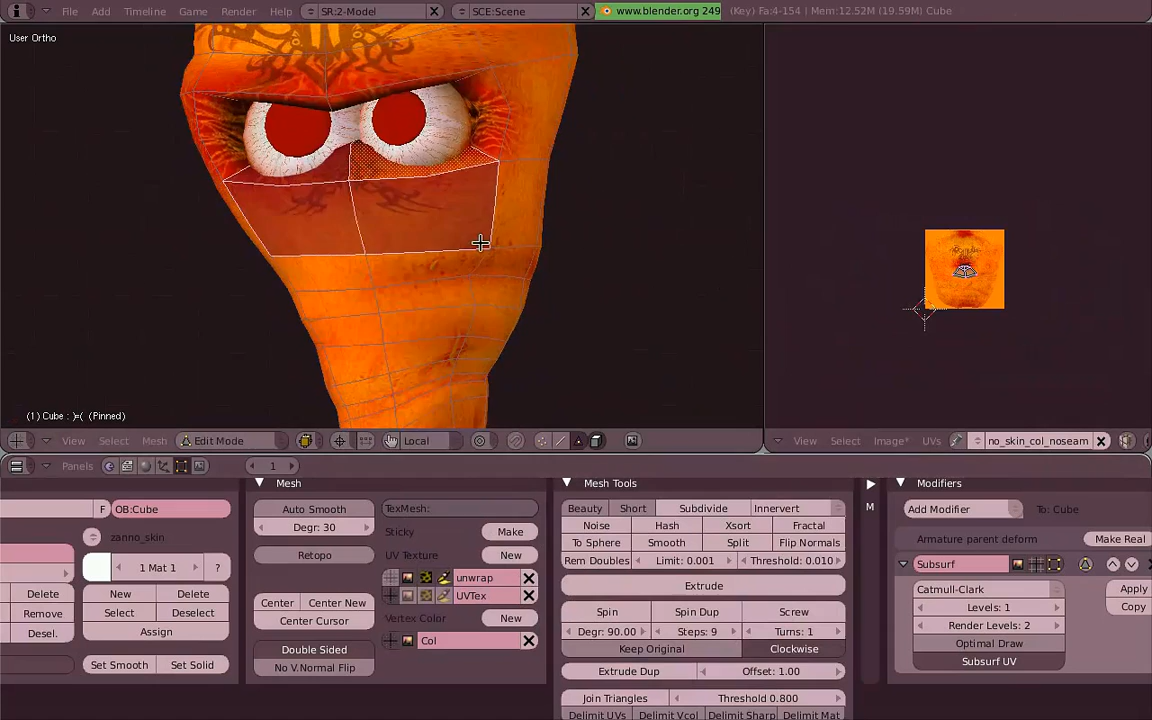 File Add Timeline Game Render Help SR:2-Model SCE:Scene www.blender.org 249 (Key) Fa:4-154 | Mem:12.52M (19.59M) Cube
User Ortho
(1) Cube : )=( (Pinned)
View Select Mesh Edit Mode Local
View Select Image* UVs no_skin_col_noseam
Panels 1
F OB:Cube
zanno_skin
1 Mat 1 ?
Delete New Delete
Remove Select Deselect
Desel. Assign
Set Smooth Set Solid
Mesh
Auto Smooth
Degr: 30
Retopo
Center Center New
Center Cursor
Double Sided
No V.Normal Flip
TexMesh:
Sticky Make
UV Texture New
unwrap
UVTex
Vertex Color New
Col
Mesh Tools
Beauty Short Subdivide Innervert
Noise Hash Xsort Fractal
To Sphere Smooth Split Flip Normals
Rem Doubles Limit: 0.001 Threshold: 0.010
Extrude
Spin Spin Dup Screw
Degr: 90.00 Steps: 9 Turns: 1
Keep Original Clockwise
Extrude Dup Offset: 1.00
Join Triangles Threshold 0.800
Delimit UVs Delimit Vcol Delimit Sharp Delimit Mat
M
Modifiers
Add Modifier To: Cube
Armature parent deform Make Real
Subsurf
Catmull-Clark Apply
Levels: 1 Copy
Render Levels: 2
Optimal Draw
Subsurf UV